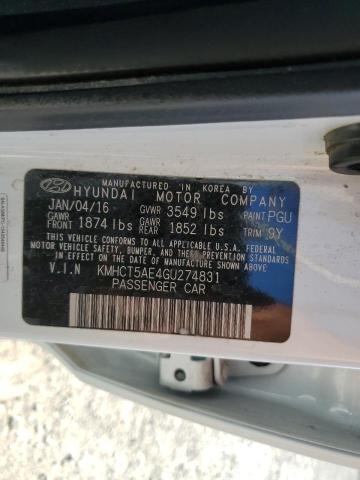 MANUFACTURED IN KOREA BY
HYUNDAI MOTOR COMPANY
JAN/04/16 GVWR 3549 lbs PAINT PGU
GAWR FRONT 1874 lbs GAWR REAR 1852 lbs TRIM 9Y
THIS VEHICLE CONFORMS TO ALL APPLICABLE U.S.A. FEDERAL
MOTOR VEHICLE SAFETY, BUMPER, AND THEFT PREVENTION
STANDARDS IN EFFECT ON THE DATE OF MANUFACTURE SHOWN ABOVE.
V.I.N KMHCT5AE4GU274831
PASSENGER CAR